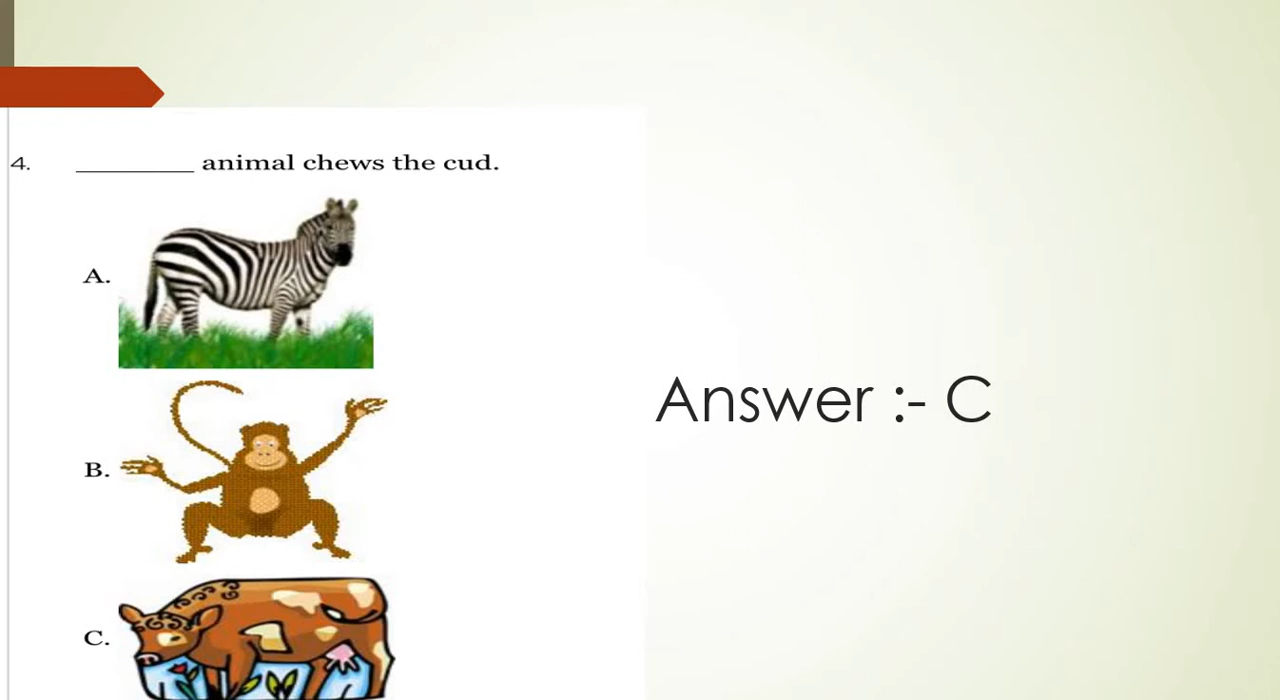 4. ________ animal chews the cud.
A.
B.
Answer :- C
C.